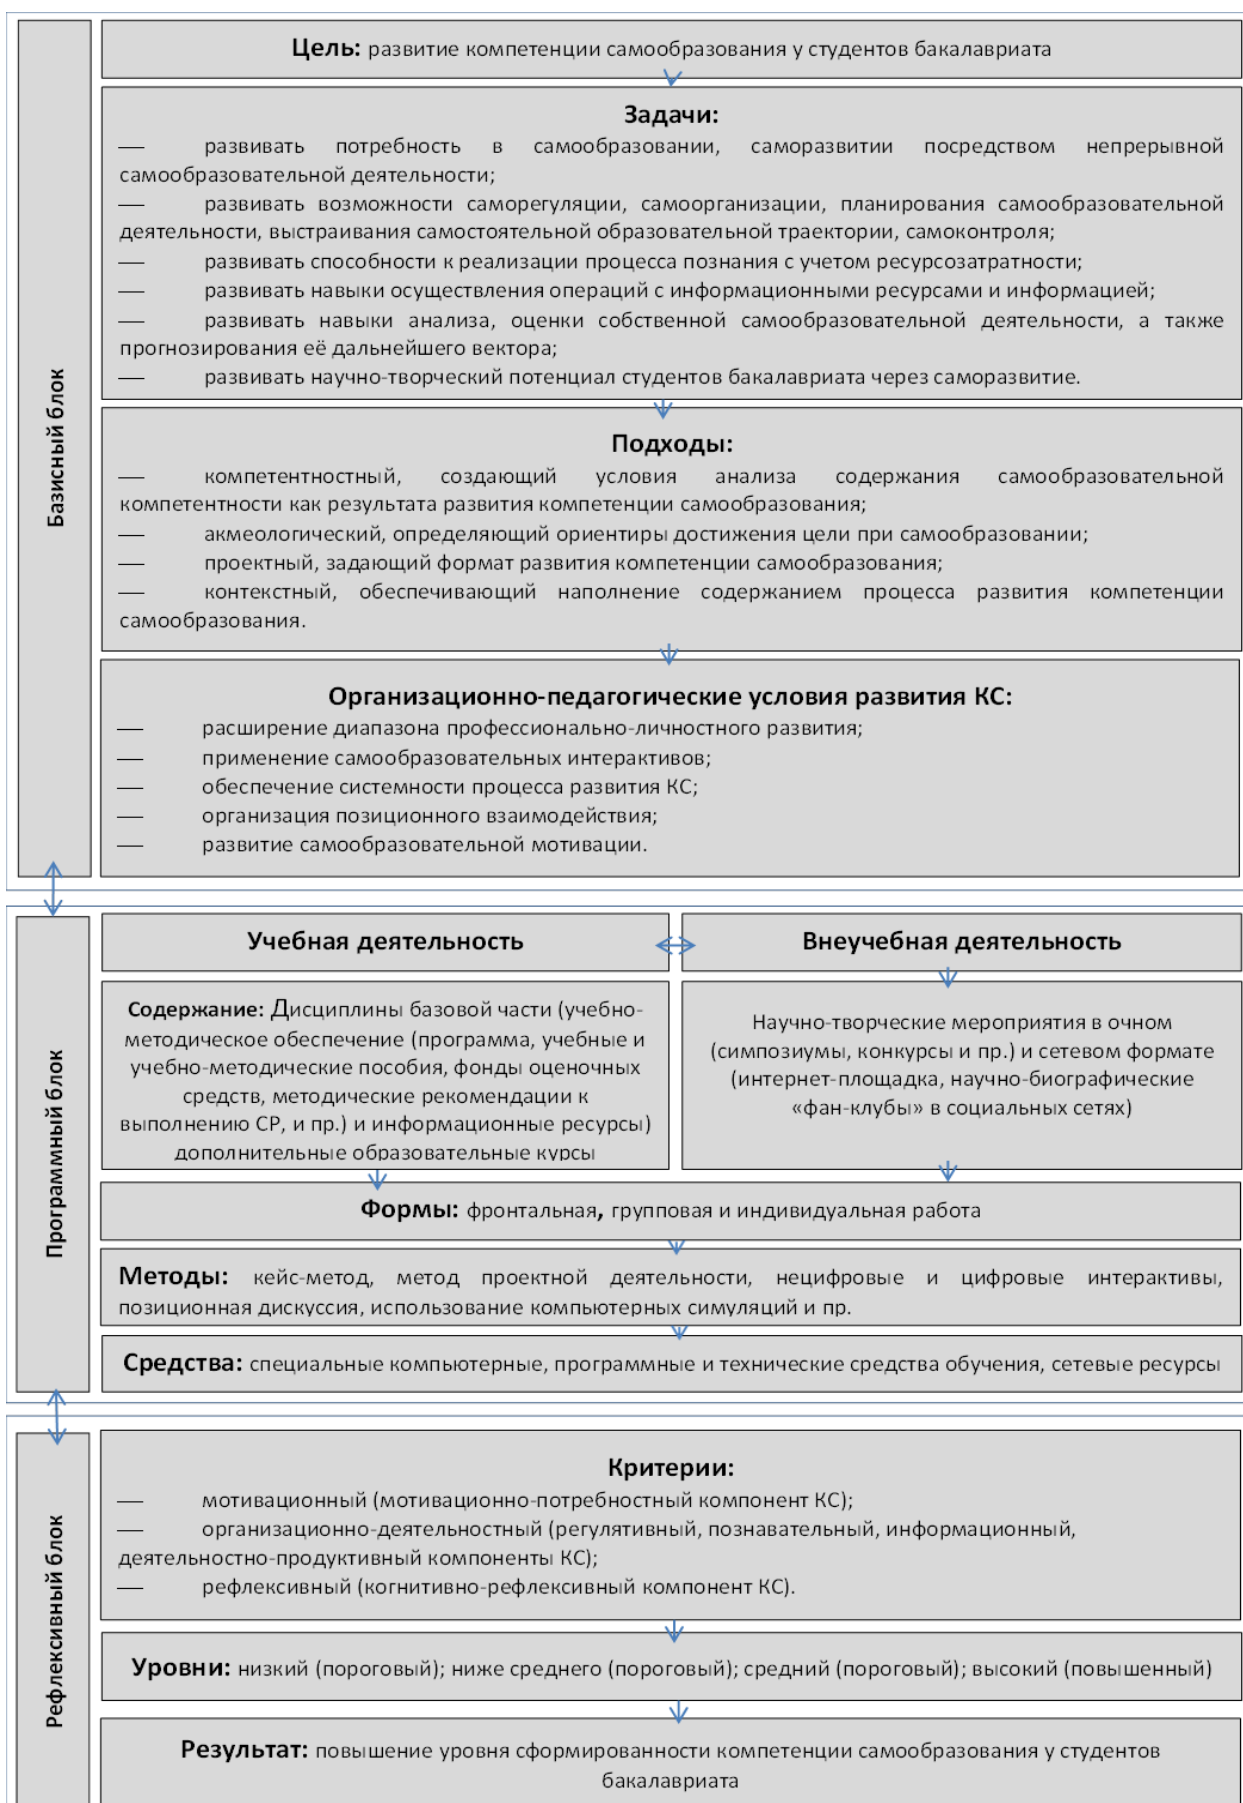 Базисный блок
Цель: развитие компетенции самообразования у студентов бакалавриата
Задачи:
— развивать потребность в самообразовании, саморазвитии посредством непрерывной
самообразовательной деятельности;
— развивать возможности саморегуляции, самоорганизации, планирования самообразовательной
деятельности, выстраивания самостоятельной образовательной траектории, самоконтроля;
— развивать способности к реализации процесса познания с учетом ресурсозатратности;
— развивать навыки осуществления операций с информационными ресурсами и информацией;
— развивать навыки анализа, оценки собственной самообразовательной деятельности, а также
прогнозирования её дальнейшего вектора;
— развивать научно-творческий потенциал студентов бакалавриата через саморазвитие.
Подходы:
— компетентностный, создающий условия анализа содержания самообразовательной
компетентности как результата развития компетенции самообразования;
— акмеологический, определяющий ориентиры достижения цели при самообразовании;
— проектный, задающий формат развития компетенции самообразования;
— контекстный, обеспечивающий наполнение содержанием процесса развития компетенции
самообразования.
Организационно-педагогические условия развития КС:
— расширение диапазона профессионально-личностного развития;
— применение самообразовательных интерактивов;
— обеспечение системности процесса развития КС;
— организация позиционного взаимодействия;
— развитие самообразовательной мотивации.
Программный блок
Учебная деятельность
Внеучебная деятельность
Содержание: Дисциплины базовой части (учебно-
методическое обеспечение (программа, учебные и
учебно-методические пособия, фонды оценочных
средств, методические рекомендации к
выполнению СР, и пр.) и информационные ресурсы)
дополнительные образовательные курсы
Научно-творческие мероприятия в очном
(симпозиумы, конкурсы и пр.) и сетевом формате
(интернет-площадка, научно-биографические
«фан-клубы» в социальных сетях)
Формы: фронтальная, групповая и индивидуальная работа
Методы: кейс-метод, метод проектной деятельности, нецифровые и цифровые интерактивы,
позиционная дискуссия, использование компьютерных симуляций и пр.
Средства: специальные компьютерные, программные и технические средства обучения, сетевые ресурсы
Рефлексивный блок
Критерии:
— мотивационный (мотивационно-потребностный компонент КС);
— организационно-деятельностный (регулятивный, познавательный, информационный,
деятельностно-продуктивный компоненты КС);
— рефлексивный (когнитивно-рефлексивный компонент КС).
Уровни: низкий (пороговый); ниже среднего (пороговый); средний (пороговый); высокий (повышенный)
Результат: повышение уровня сформированности компетенции самообразования у студентов
бакалавриата